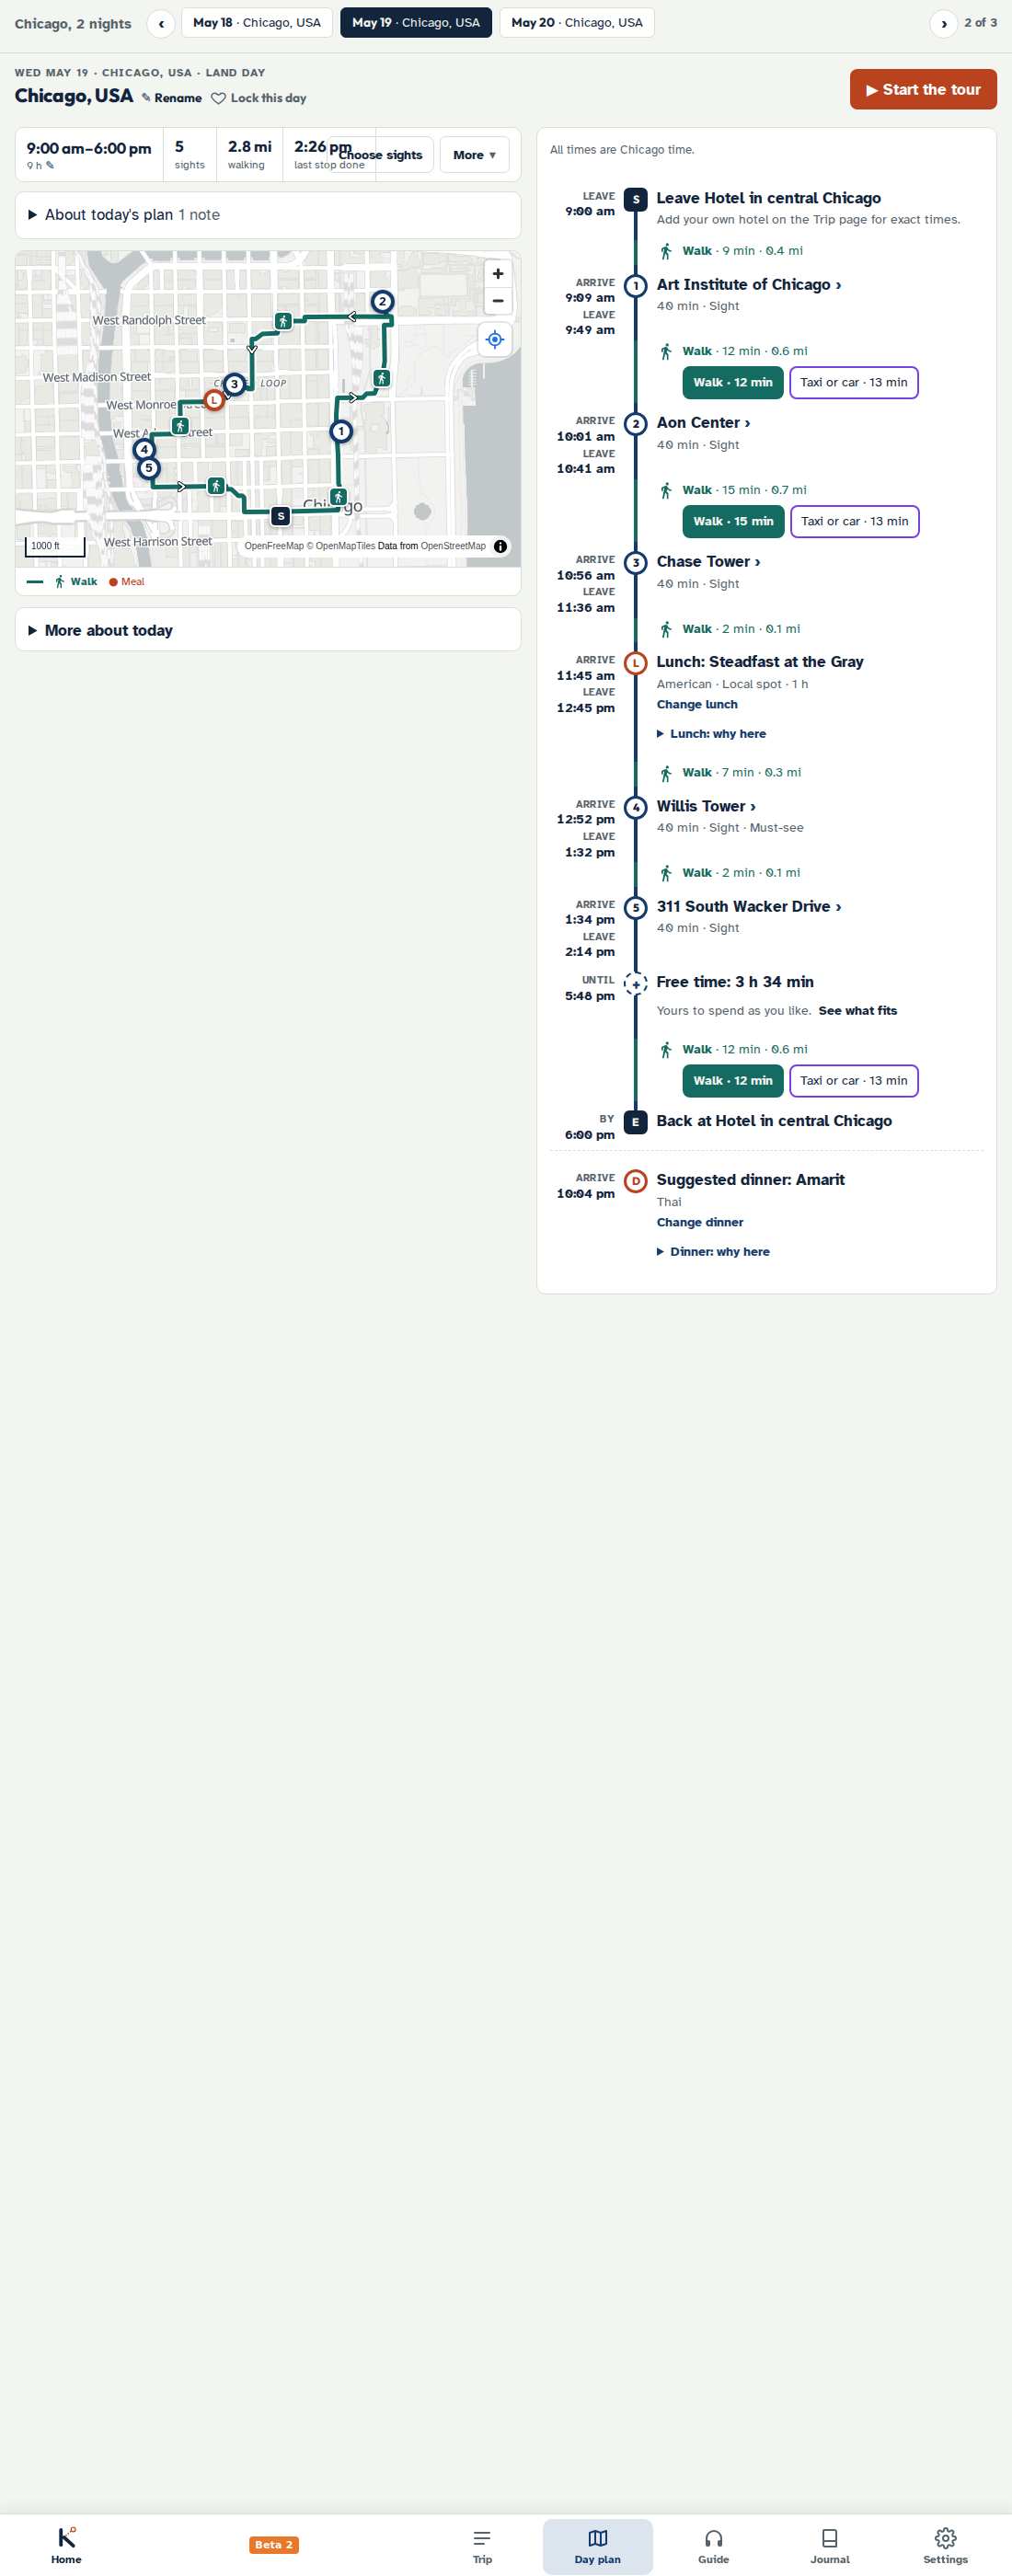 Chicago, 2 nights
‹
May 18 · Chicago, USA
May 19 · Chicago, USA
May 20 · Chicago, USA
›
2 of 3
WED MAY 19 · CHICAGO, USA · LAND DAY
Chicago, USA ✎ Rename Lock this day
▶ Start the tour
9:00 am–6:00 pm
9 h ✎
5
sights
2.8 mi
walking
2:26 pm
last stop done
Choose sights
More ▾
▶ About today's plan 1 note
West Randolph Street
West Madison Street
LOOP
West Monroe
West A
reet
Chi
go
West Harrison Street
1
2
3
L
4
5
S
+
−
1000 ft
OpenFreeMap © OpenMapTiles Data from OpenStreetMap
Walk
Meal
▶ More about today
All times are Chicago time.
LEAVE
9:00 am
S
Leave Hotel in central Chicago
Add your own hotel on the Trip page for exact times.
Walk · 9 min · 0.4 mi
ARRIVE
9:09 am
LEAVE
9:49 am
1
Art Institute of Chicago ›
40 min · Sight
Walk · 12 min · 0.6 mi
Walk · 12 min
Taxi or car · 13 min
ARRIVE
10:01 am
LEAVE
10:41 am
2
Aon Center ›
40 min · Sight
Walk · 15 min · 0.7 mi
Walk · 15 min
Taxi or car · 13 min
ARRIVE
10:56 am
LEAVE
11:36 am
3
Chase Tower ›
40 min · Sight
Walk · 2 min · 0.1 mi
ARRIVE
11:45 am
LEAVE
12:45 pm
L
Lunch: Steadfast at the Gray
American · Local spot · 1 h
Change lunch
▶ Lunch: why here
Walk · 7 min · 0.3 mi
ARRIVE
12:52 pm
LEAVE
1:32 pm
4
Willis Tower ›
40 min · Sight · Must-see
Walk · 2 min · 0.1 mi
ARRIVE
1:34 pm
LEAVE
2:14 pm
5
311 South Wacker Drive ›
40 min · Sight
UNTIL
5:48 pm
+
Free time: 3 h 34 min
Yours to spend as you like. See what fits
Walk · 12 min · 0.6 mi
Walk · 12 min
Taxi or car · 13 min
BY
6:00 pm
E
Back at Hotel in central Chicago
ARRIVE
10:04 pm
D
Suggested dinner: Amarit
Thai
Change dinner
▶ Dinner: why here
Home
Beta 2
Trip
Day plan
Guide
Journal
Settings